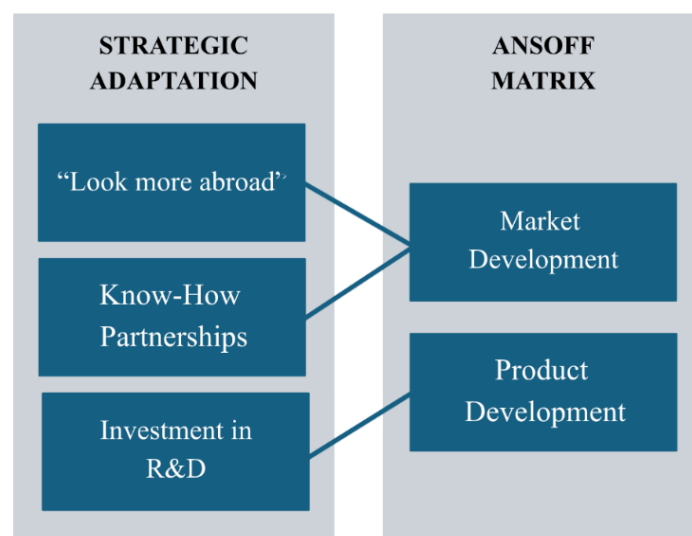 STRATEGIC
ADAPTATION
“Look more abroad”
Know-How
Partnerships
Investment in
R&D
ANSOFF
MATRIX
Market
Development
Product
Development